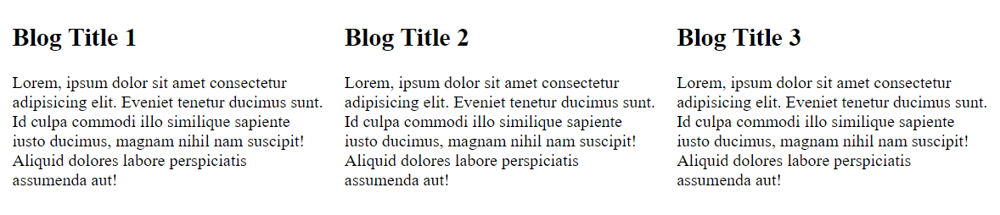 Blog Title 1
Lorem, ipsum dolor sit amet consectetur
adipisicing elit. Eveniet tenetur ducimus sunt.
Id culpa commodi illo similique sapiente
iusto ducimus, magnam nihil nam suscipit!
Aliquid dolores labore perspiciatis
assumenda aut!
Blog Title 2
Lorem, ipsum dolor sit amet consectetur
adipisicing elit. Eveniet tenetur ducimus sunt.
Id culpa commodi illo similique sapiente
iusto ducimus, magnam nihil nam suscipit!
Aliquid dolores labore perspiciatis
assumenda aut!
Blog Title 3
Lorem, ipsum dolor sit amet consectetur
adipisicing elit. Eveniet tenetur ducimus sunt.
Id culpa commodi illo similique sapiente
iusto ducimus, magnam nihil nam suscipit!
Aliquid dolores labore perspiciatis
assumenda aut!